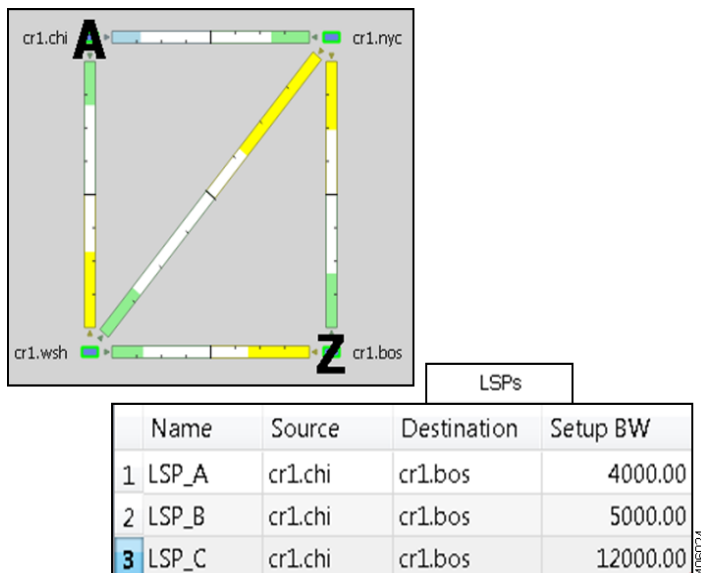 cr1.chi A cr1.nyc
cr1.wsh Z cr1.bos
LSPs
Name Source Destination Setup BW
1 LSP_A cr1.chi cr1.bos 4000.00
2 LSP_B cr1.chi cr1.bos 5000.00
3 LSP_C cr1.chi cr1.bos 12000.00